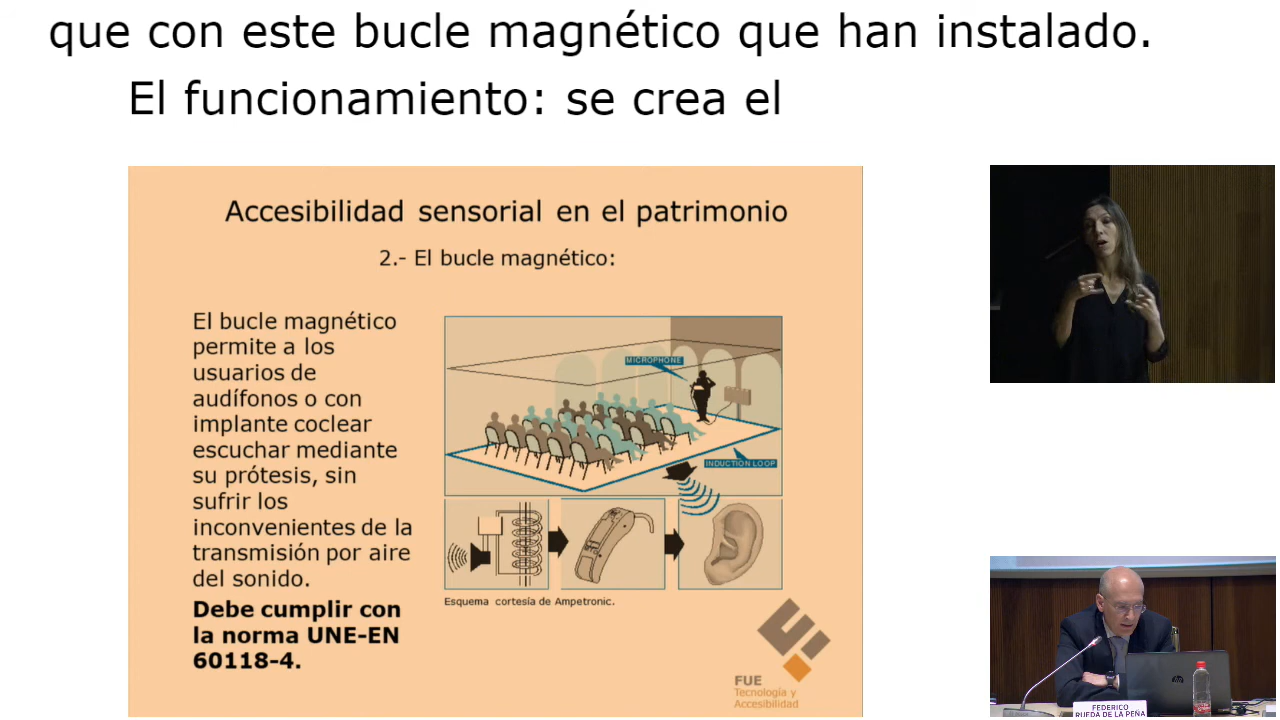 que con este bucle magnético que han instalado.
El funcionamiento: se crea el
Accesibilidad sensorial en el patrimonio
2.- El bucle magnético:
El bucle magnético
permite a los
usuarios de
audífonos o con
implante coclear
escuchar mediante
su prótesis, sin
sufrir los
inconvenientes de la
transmisión por aire
del sonido.
Debe cumplir con
la norma UNE-EN
60118-4.
MICROPHONE
INDUCTION LOOP
Esquema cortesía de Ampetronic.
FUE
Tecnología y
Accesibilidad
FEDERICO
RUEDA DE LA PEÑA